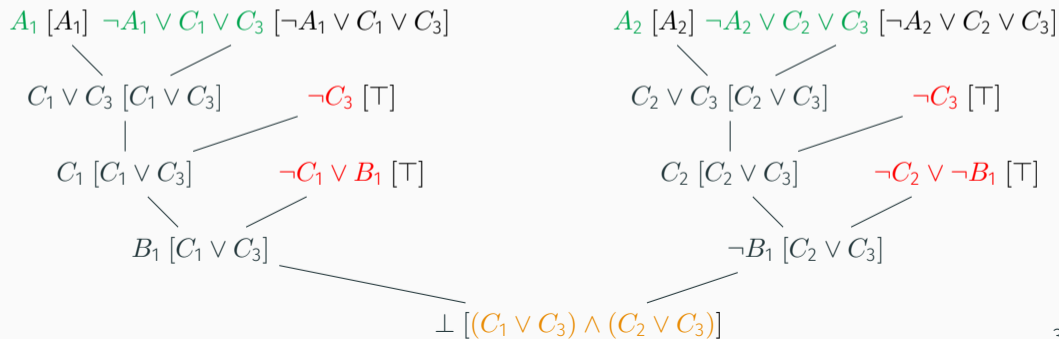 A₁ [A₁] ¬A₁ ∨ C₁ ∨ C₃ [¬A₁ ∨ C₁ ∨ C₃] A₂ [A₂] ¬A₂ ∨ C₂ ∨ C₃ [¬A₂ ∨ C₂ ∨ C₃]
C₁ ∨ C₃ [C₁ ∨ C₃] ¬C₃ [⊤] C₂ ∨ C₃ [C₂ ∨ C₃] ¬C₃ [⊤]
C₁ [C₁ ∨ C₃] ¬C₁ ∨ B₁ [⊤] C₂ [C₂ ∨ C₃] ¬C₂ ∨ ¬B₁ [⊤]
B₁ [C₁ ∨ C₃] ¬B₁ [C₂ ∨ C₃]
⊥ [(C₁ ∨ C₃) ∧ (C₂ ∨ C₃)]